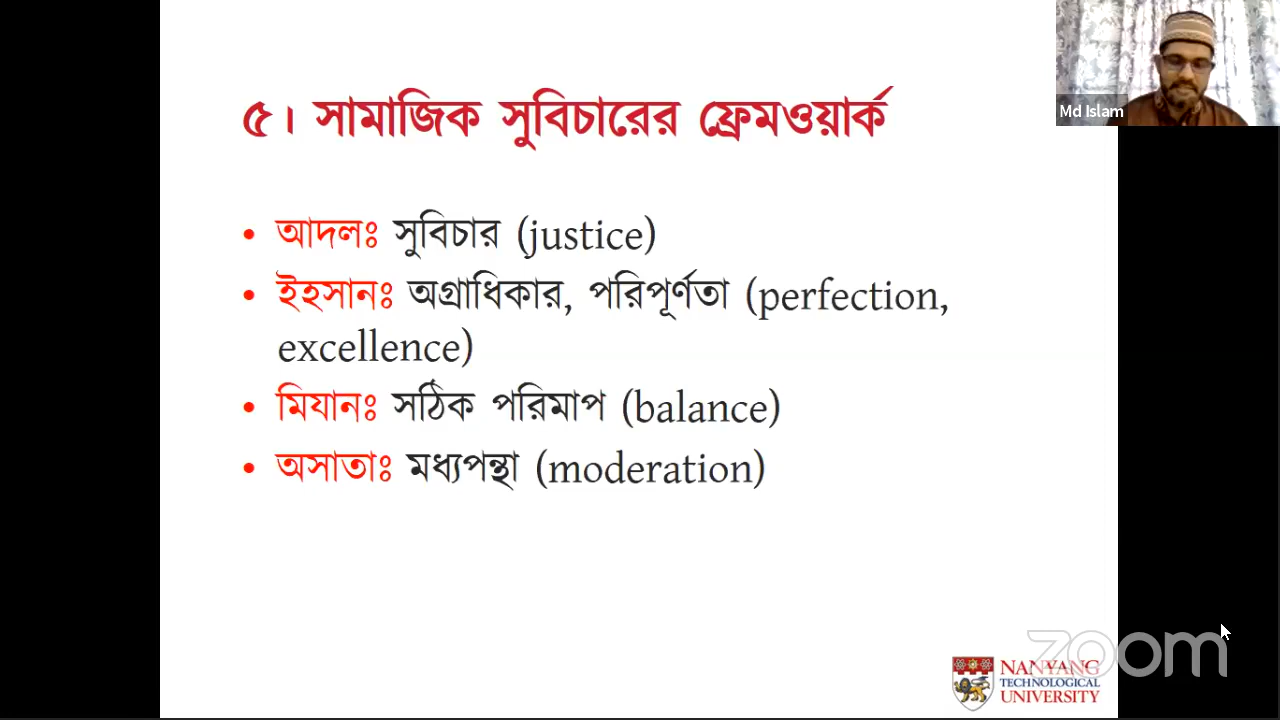 ৫। সামাজিক সুবিচারের ফ্রেমওয়ার্ক
Md Islam
• আদলঃ সুবিচার (justice)
• ইহসানঃ অগ্রাধিকার, পরিপূর্ণতা (perfection,
excellence)
• মিযানঃ সঠিক পরিমাপ (balance)
• অসাতাঃ মধ্যপন্থা (moderation)
zoom
NANYANG
TECHNOLOGICAL
UNIVERSITY